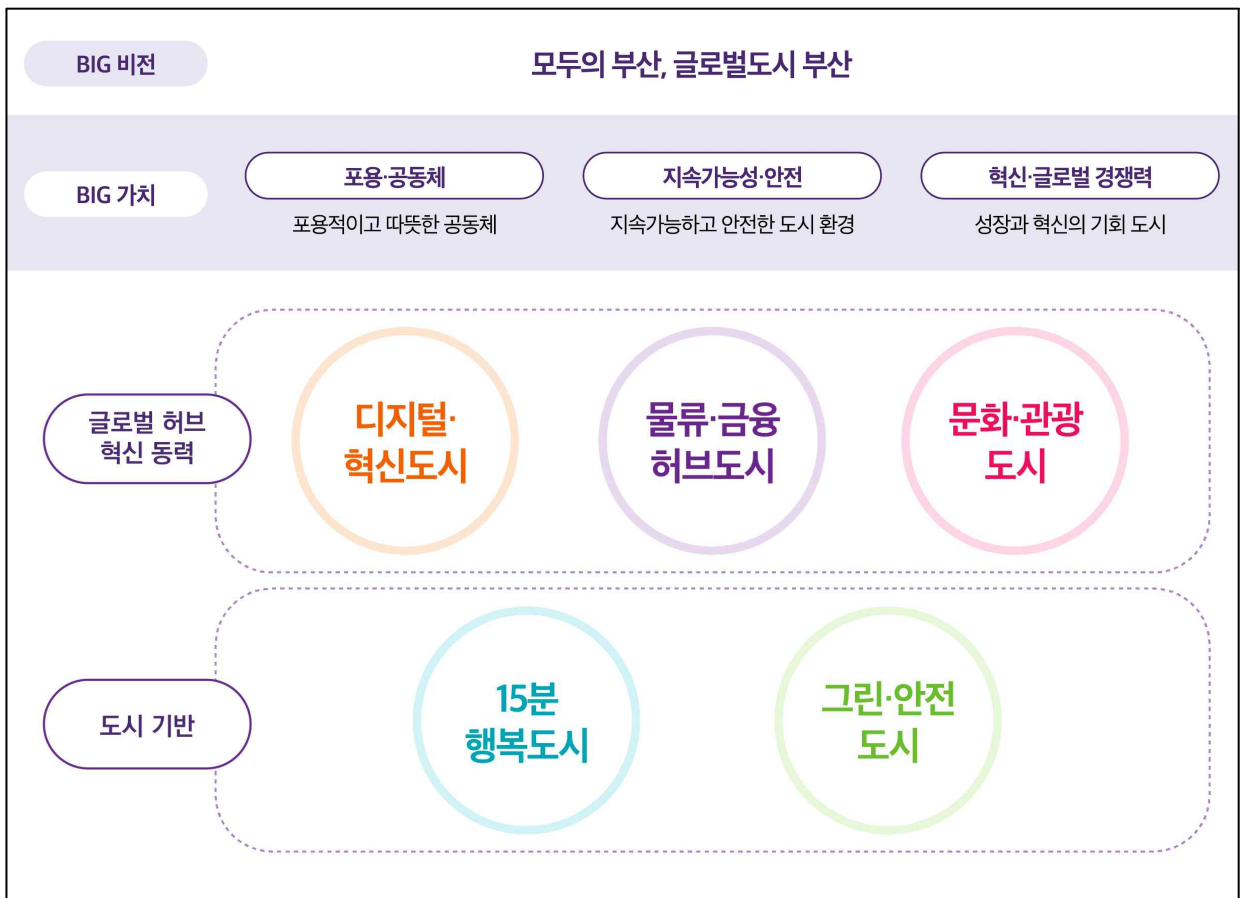 BIG 비전
모두의 부산, 글로벌도시 부산
BIG 가치
포용·공동체
포용적이고 따뜻한 공동체
지속가능성·안전
지속가능하고 안전한 도시 환경
혁신·글로벌 경쟁력
성장과 혁신의 기회 도시
글로벌 허브
혁신 동력
디지털·
혁신도시
물류·금융
허브도시
문화·관광
도시
도시 기반
15분
행복도시
그린·안전
도시